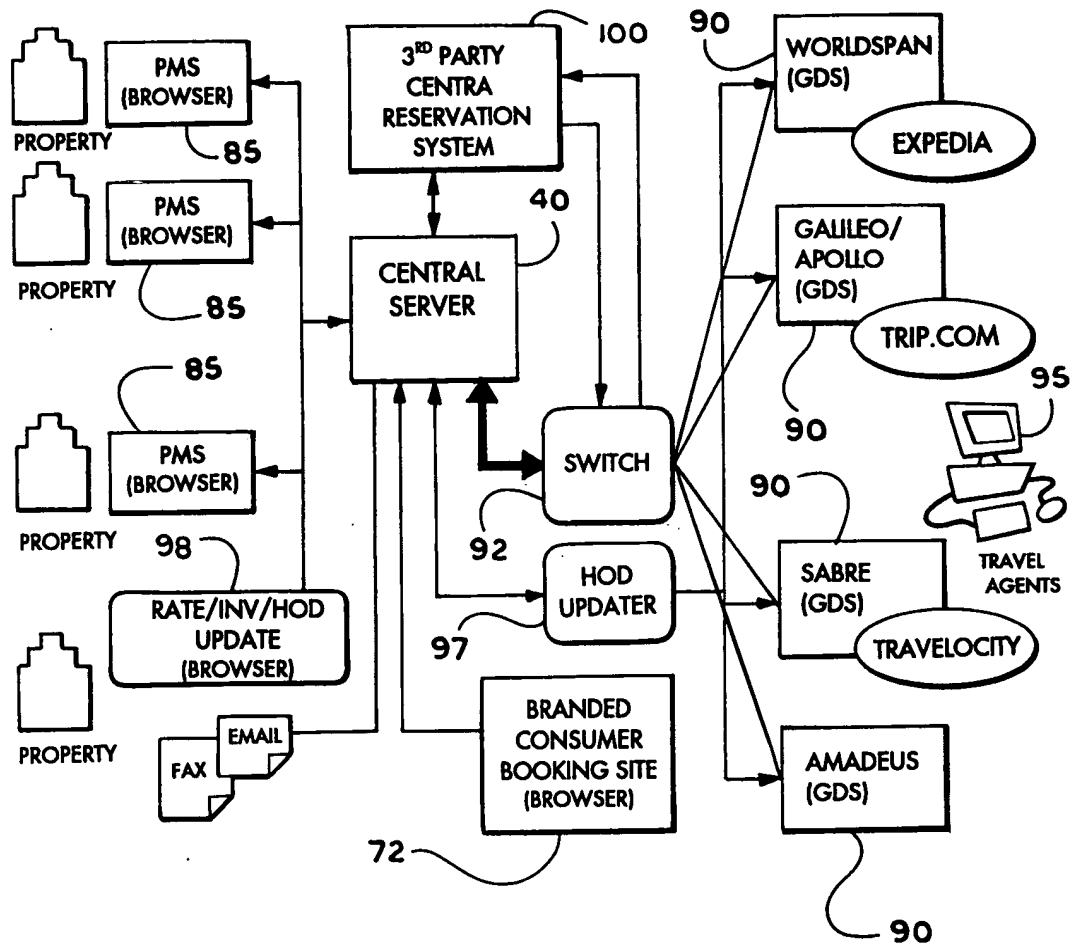 PMS
(BROWSER)
PROPERTY
85
PMS
(BROWSER)
PROPERTY
85
85
PMS
(BROWSER)
PROPERTY
98
RATE/INV/HOD
UPDATE
(BROWSER)
PROPERTY
FAX
EMAIL
100
3RD PARTY
CENTRA
RESERVATION
SYSTEM
40
CENTRAL
SERVER
SWITCH
92
HOD
UPDATER
97
BRANDED
CONSUMER
BOOKING SITE
(BROWSER)
72
90
WORLDSPAN
(GDS)
EXPEDIA
GALILEO/
APOLLO
(GDS)
TRIP.COM
90
95
TRAVEL
AGENTS
90
SABRE
(GDS)
TRAVELOCITY
AMADEUS
(GDS)
90